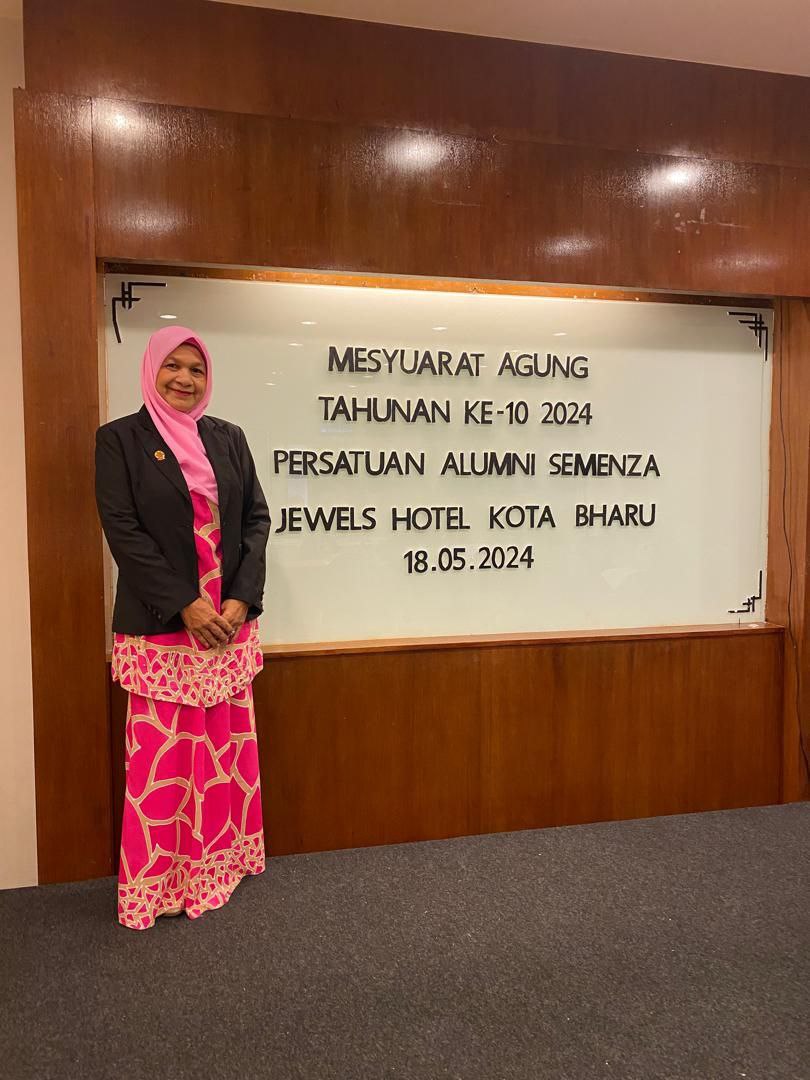 MESYUARAT AGUNG
TAHUNAN KE-10 2024
PERSATUAN ALUMNI SEMENZA
JEWELS HOTEL KOTA BHARU
18.05.2024